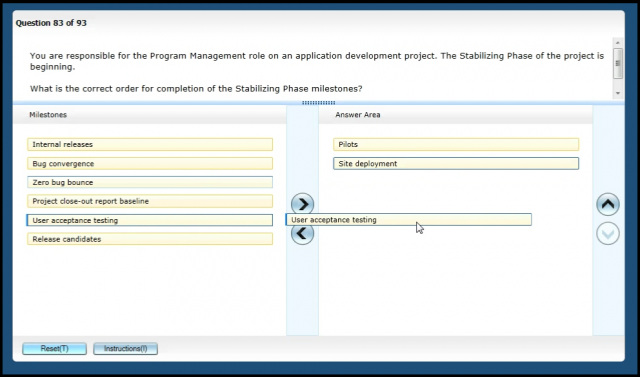 Question 83 of 93
You are responsible for the Program Management role on an application development project. The Stabilizing Phase of the project is
beginning.
What is the correct order for completion of the Stabilizing Phase milestones?
Milestones
Answer Area
Internal releases
Pilots
Bug convergence
Site deployment
Zero bug bounce
Project close-out report baseline
User acceptance testing
User acceptance testing
Release candidates
Reset(T)
Instructions(I)